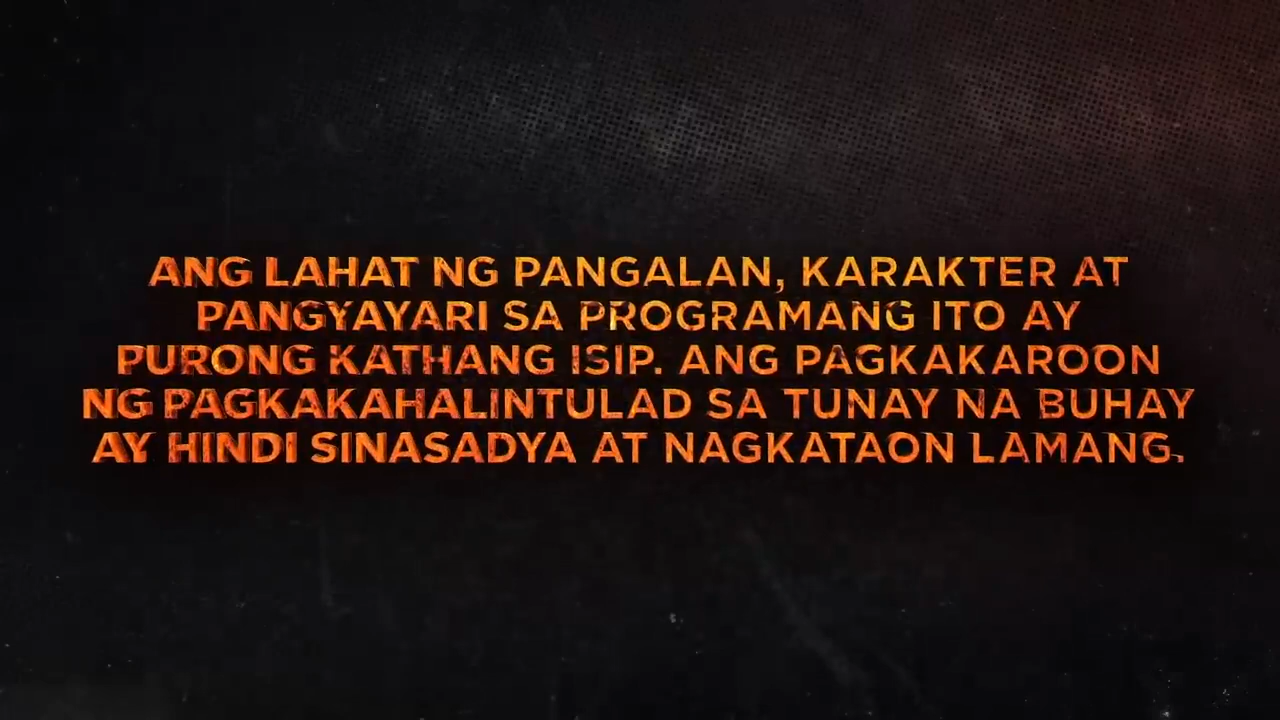 ANG LAHAT NG PANGALAN, KARAKTER AT
PANGYAYARI SA PROGRAMANG ITO AY
PURONG KATHANG ISIP. ANG PAGKAKAROON
NG PAGKAKAHALINTULAD SA TUNAY NA BUHAY
AY HINDI SINASADYA AT NAGKATAON LAMANG.